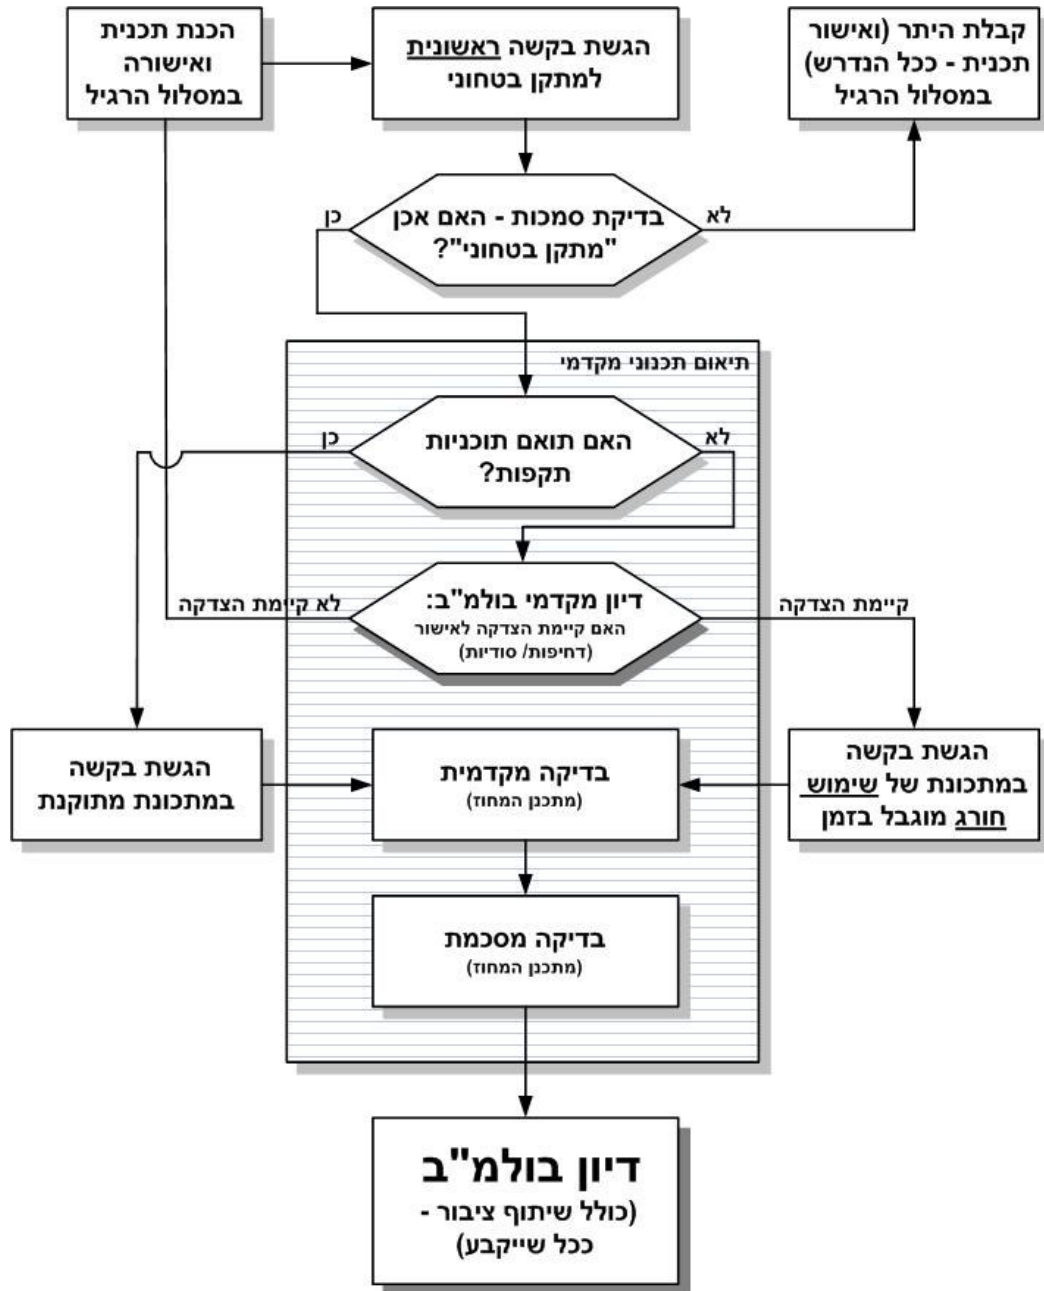 הכנת תכנית
ואישורה
במסלול הרגיל
הגשת בקשה ראשונית
למתקן בטחוני
קבלת היתר (ואישור
תכנית - ככל הנדרש)
במסלול הרגיל
כן
בדיקת סמכות - האם אכן
"מתקן בטחוני"?
לא
תיאום תכנוני מקדמי
כן
האם תואם תוכניות
תקפות?
לא
לא קיימת הצדקה
דיון מקדמי בולמ"ב:
האם קיימת הצדקה לאישור
(דחיפות/ סודיות)
קיימת הצדקה
הגשת בקשה
במתכונת מתוקנת
בדיקה מקדמית
(מתכנן המחוז)
הגשת בקשה
במתכונת של שימוש
חורג מוגבל בזמן
בדיקה מסכמת
(מתכנן המחוז)
דיון בולמ"ב
(כולל שיתוף ציבור -
ככל שייקבע)